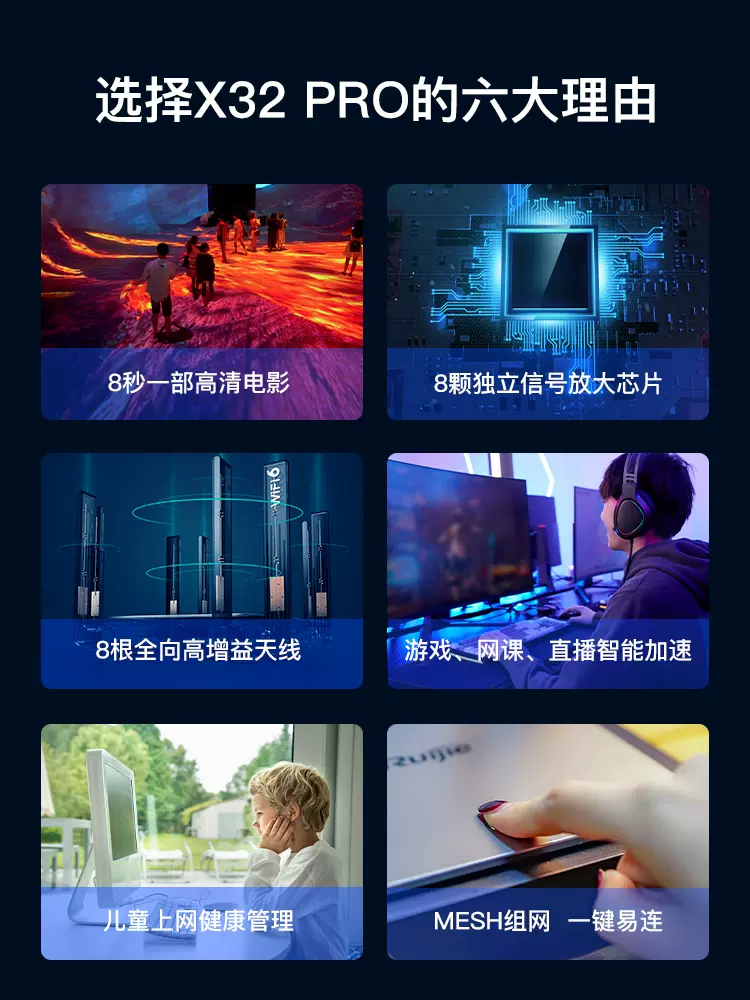 选择X32 PRO的六大理由
8秒一部高清电影
8颗独立信号放大芯片
WIFI6
8根全向高增益天线
游戏、网课、直播智能加速
儿童上网健康管理
Ruijie
MESH组网 一键易连